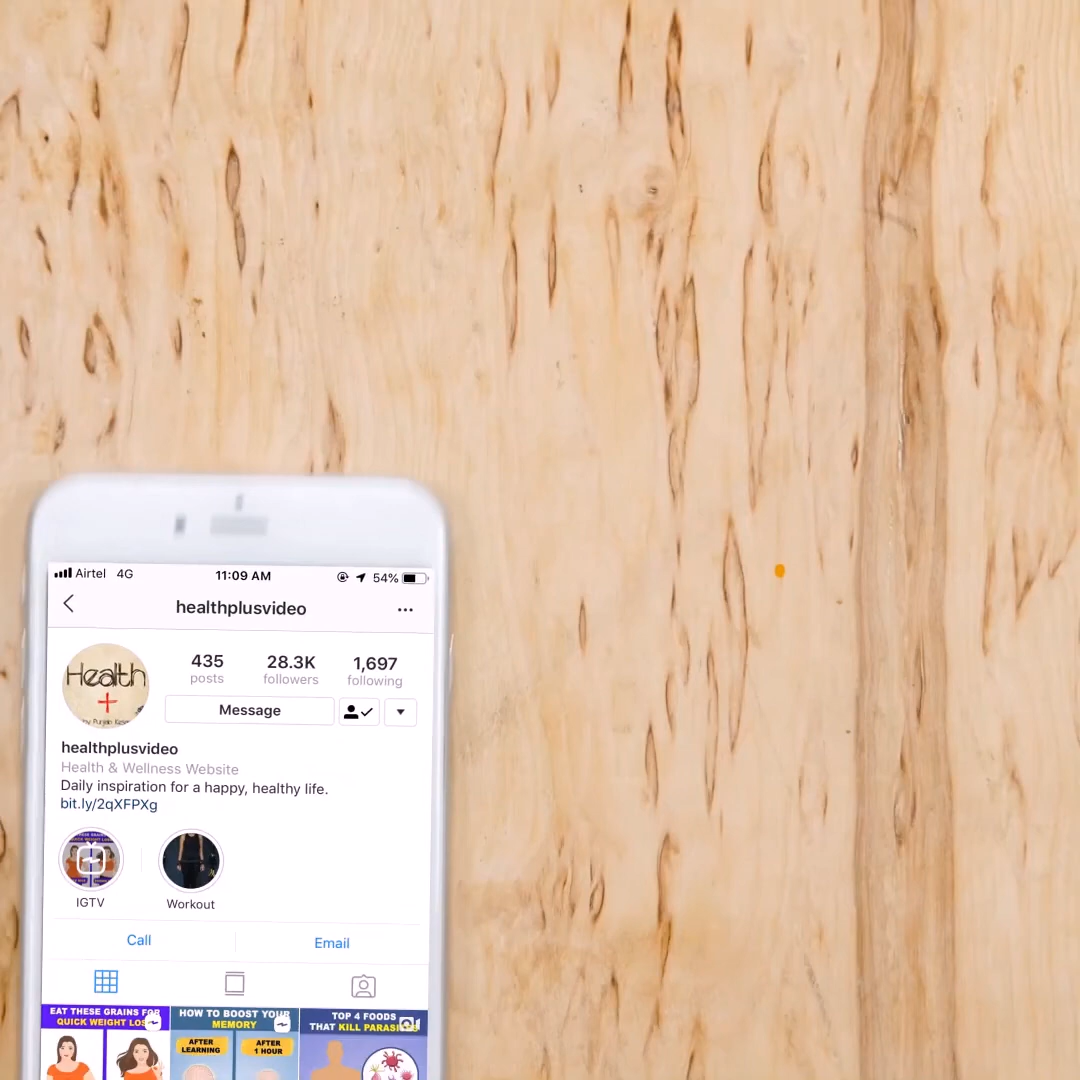 Airtel 4G 11:09 AM 54%
healthplusvideo
435 28.3K 1,697
posts followers following
Health
Message
healthplusvideo
Health & Wellness Website
Daily inspiration for a happy, healthy life.
bit.ly/2qXFPXg
IGTV Workout
Call Email
EAT THESE GRAINS FOR
QUICK WEIGHT LOSS
HOW TO BOOST YOUR
MEMORY
AFTER
LEARNING
AFTER
1 HOUR
TOP 4 FOODS
THAT KILL